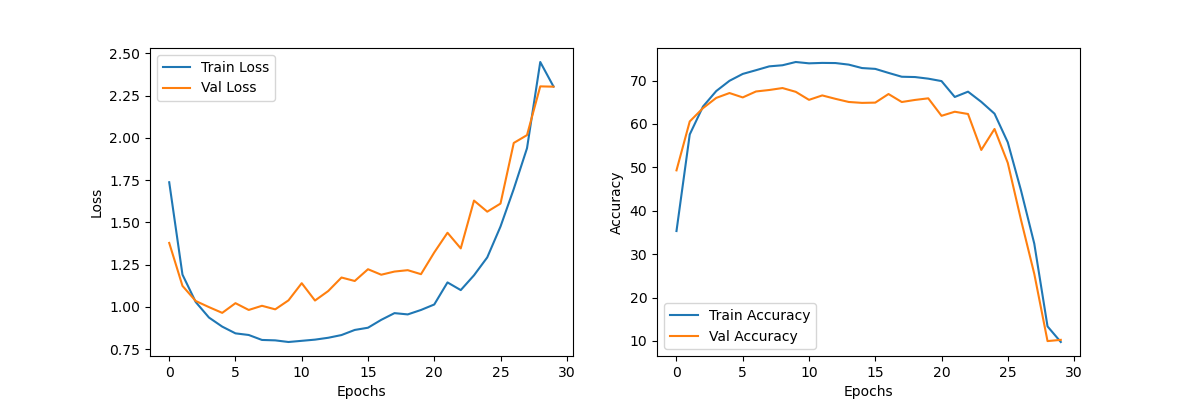 2.50
2.25
2.00
1.75
1.50
1.25
1.00
0.75
Loss
Train Loss
Val Loss
0 5 10 15 20 25 30
Epochs
70
60
50
40
30
20
10
Accuracy
Train Accuracy
Val Accuracy
0 5 10 15 20 25 30
Epochs